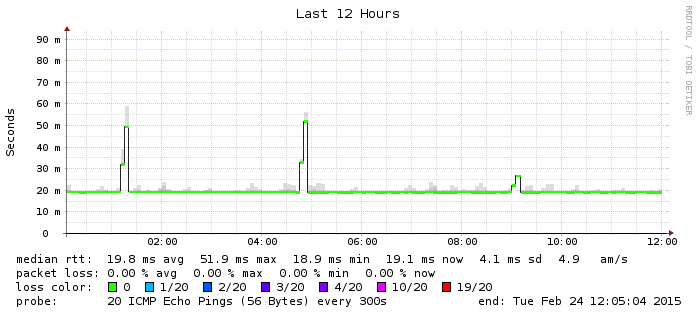 Last 12 Hours
RRDTOOL / TOBI OETIKER
Seconds
90 m
80 m
70 m
60 m
50 m
40 m
30 m
20 m
10 m
0
02:00 04:00 06:00 08:00 10:00 12:00
median rtt: 19.8 ms avg 51.9 ms max 18.9 ms min 19.1 ms now 4.1 ms sd 4.9 am/s
packet loss: 0.00 % avg 0.00 % max 0.00 % min 0.00 % now
loss color: 0 1/20 2/20 3/20 4/20 10/20 19/20
probe: 20 ICMP Echo Pings (56 Bytes) every 300s end: Tue Feb 24 12:05:04 2015